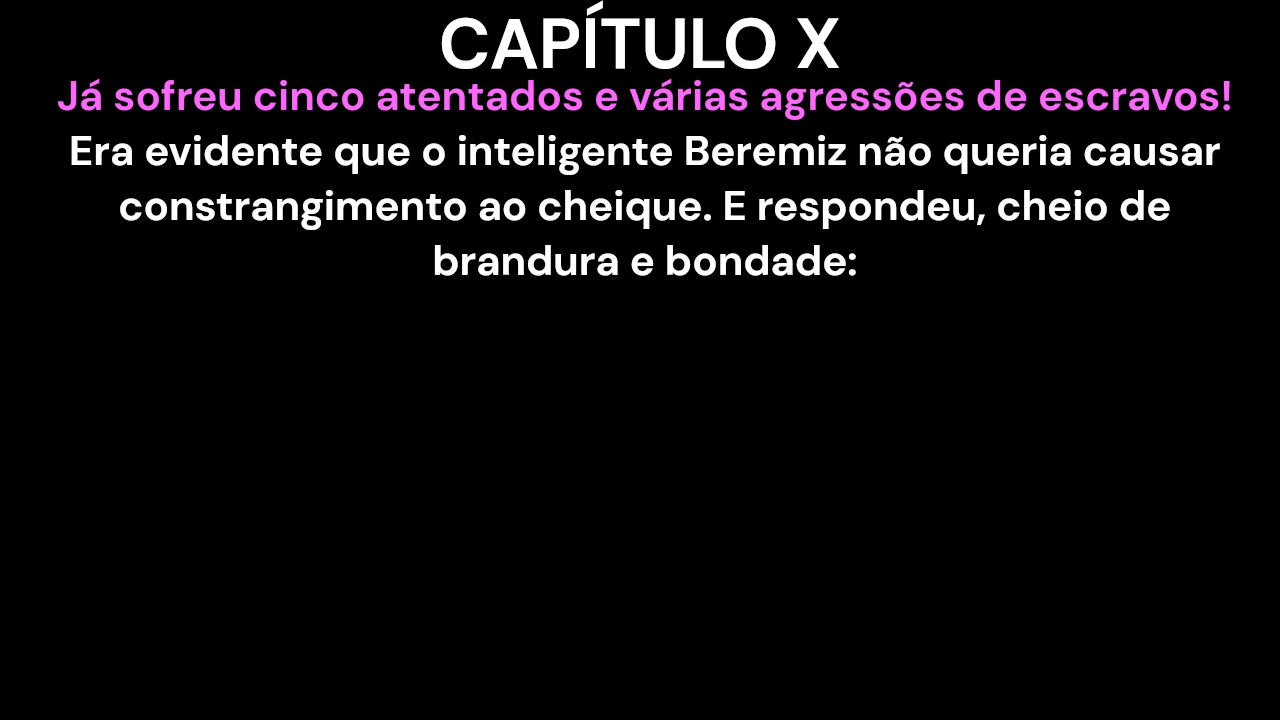 CAPÍTULO X
Já sofreu cinco atentados e várias agressões de escravos!
Era evidente que o inteligente Beremiz não queria causar
constrangimento ao cheique. E respondeu, cheio de
brandura e bondade: